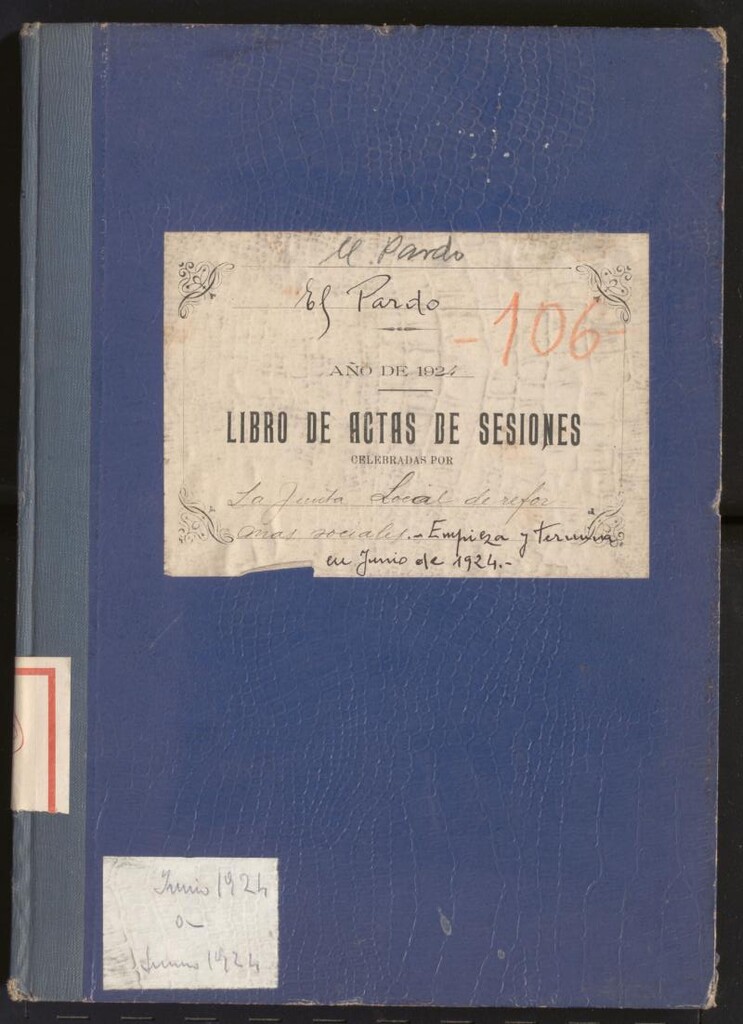 El Pardo
El Pardo
-106-
AÑO DE 1924
LIBRO DE ACTAS DE SESIONES
CELEBRADAS POR
La Junta Local de refor
mas sociales.- Empieza y termina
en Junio de 1924.-
Junio 1924
a
Junio 1924